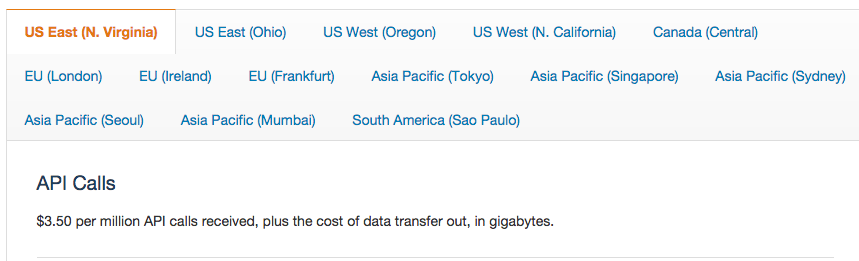 US East (N. Virginia) US East (Ohio) US West (Oregon) US West (N. California) Canada (Central)
EU (London) EU (Ireland) EU (Frankfurt) Asia Pacific (Tokyo) Asia Pacific (Singapore) Asia Pacific (Sydney)
Asia Pacific (Seoul) Asia Pacific (Mumbai) South America (Sao Paulo)
API Calls
$3.50 per million API calls received, plus the cost of data transfer out, in gigabytes.